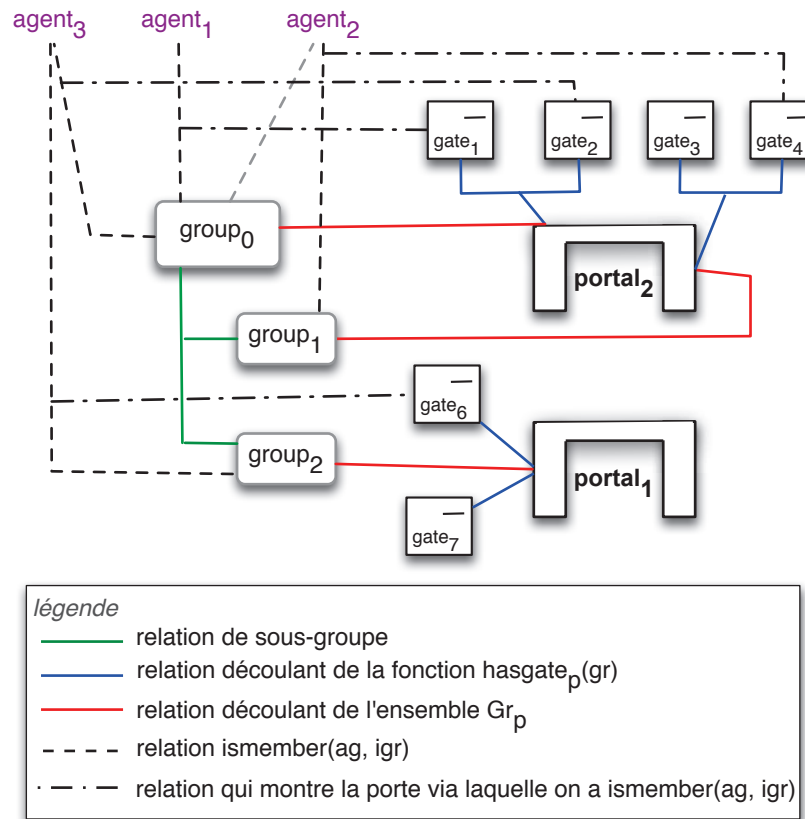 agent3 agent1 agent2
gate1 gate2 gate3 gate4
group0
portal2
group1
gate6
group2
portal1
gate7
légende
relation de sous-groupe
relation découlant de la fonction hasgatep(gr)
relation découlant de l'ensemble Grp
relation ismember(ag, igr)
relation qui montre la porte via laquelle on a ismember(ag, igr)